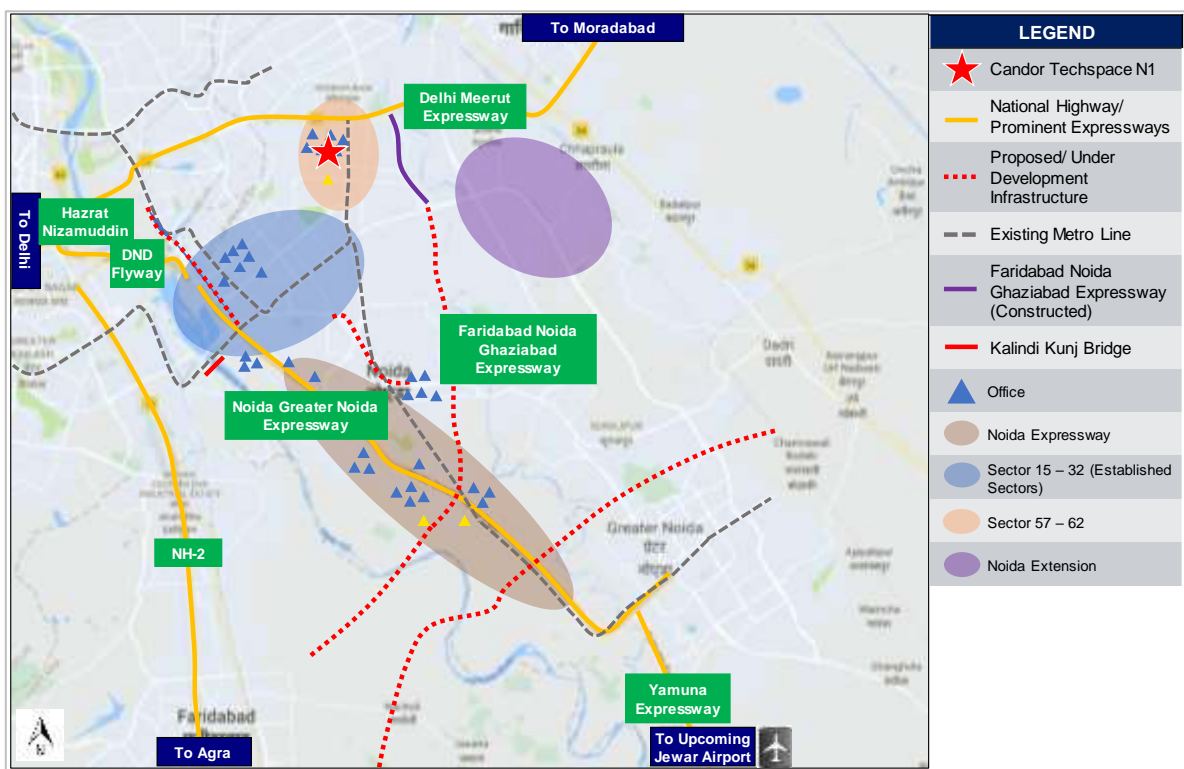 To Moradabad
Delhi Meerut
Expressway
To Delhi
Hazrat
Nizamuddin
DND
Flyway
Faridabad Noida
Ghaziabad
Expressway
Noida
Noida Greater Noida
Expressway
Dadri
Greater Noida
NH-2
Yamuna
Expressway
Faridabad
To Agra
To Upcoming
Jewar Airport
LEGEND
Candor Techspace N1
National Highway/
Prominent Expressways
Proposed/ Under
Development
Infrastructure
Existing Metro Line
Faridabad Noida
Ghaziabad Expressway
(Constructed)
Kalindi Kunj Bridge
Office
Noida Expressway
Sector 15 – 32 (Established
Sectors)
Sector 57 – 62
Noida Extension